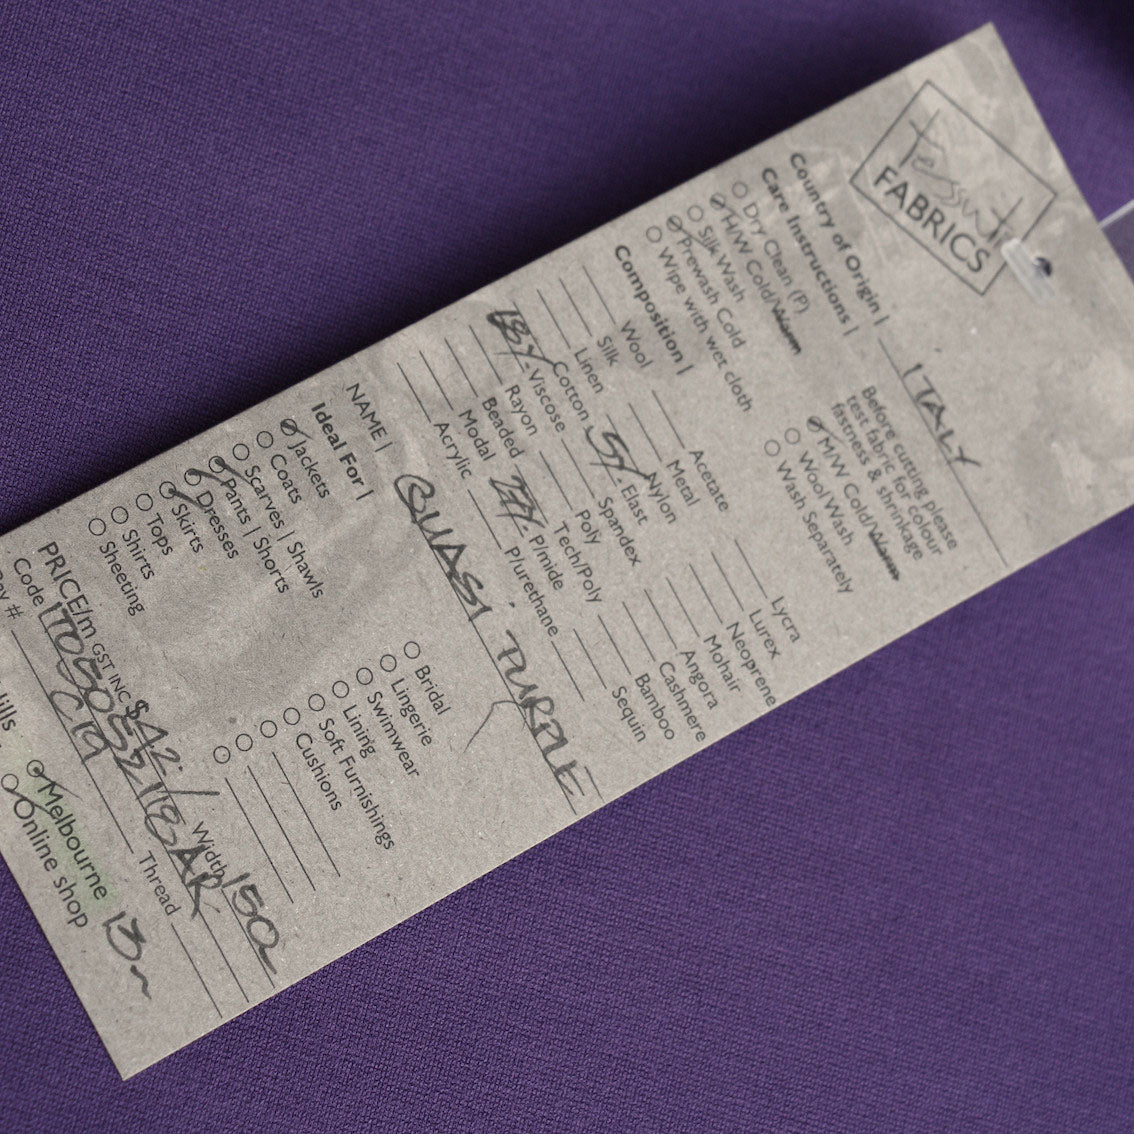 Tessuti
FABRICS
Country of Origin | ITALY
Care Instructions |
Dry Clean (P)
H/W Cold/Warm
Silk Wash
Prewash Cold
Wipe with wet cloth
Before cutting please
test fabric for colour
fastness & shrinkage
M/W Cold/Warm
Wool Wash
Wash Separately
Composition |
Wool
Silk
Linen
Cotton
Viscose
Rayon
Beaded
Modal
Acrylic
Acetate
Metal
Nylon
5% Elast
Spandex
Poly
Tech/Poly
P/mide
P/urethane
Lycra
Lurex
Neoprene
Mohair
Angora
Cashmere
Bamboo
Sequin
NAME | QUASI PURPLE
Ideal For |
Jackets
Coats
Scarves | Shawls
Pants | Shorts
Dresses
Skirts
Tops
Shirts
Sheeting
Bridal
Lingerie
Swimwear
Lining
Soft Furnishings
Cushions
PRICE/m GST INC $42.- Width 150
Code
C19 Thread
Melbourne
Online shop
13m